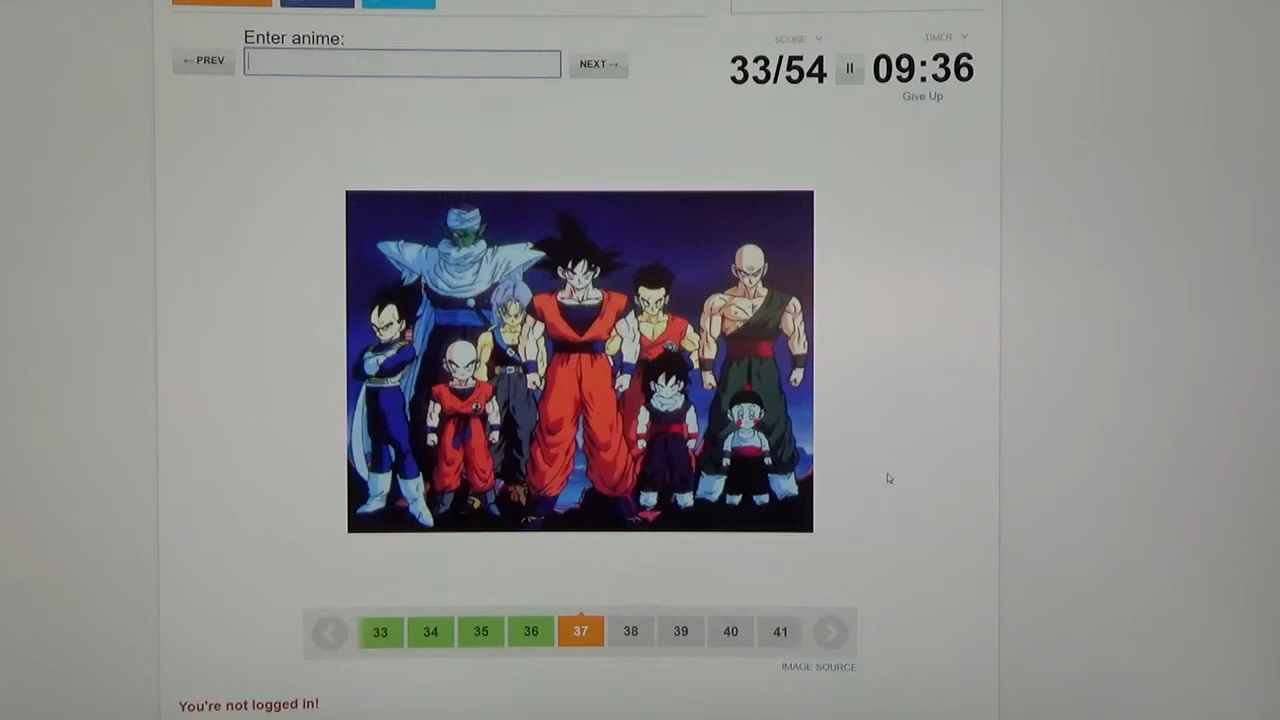 Enter anime:
← PREV
NEXT →
SCORE
33/54
TIMER
09:36
Give Up
33 34 35 36 37 38 39 40 41
IMAGE SOURCE
You're not logged in!